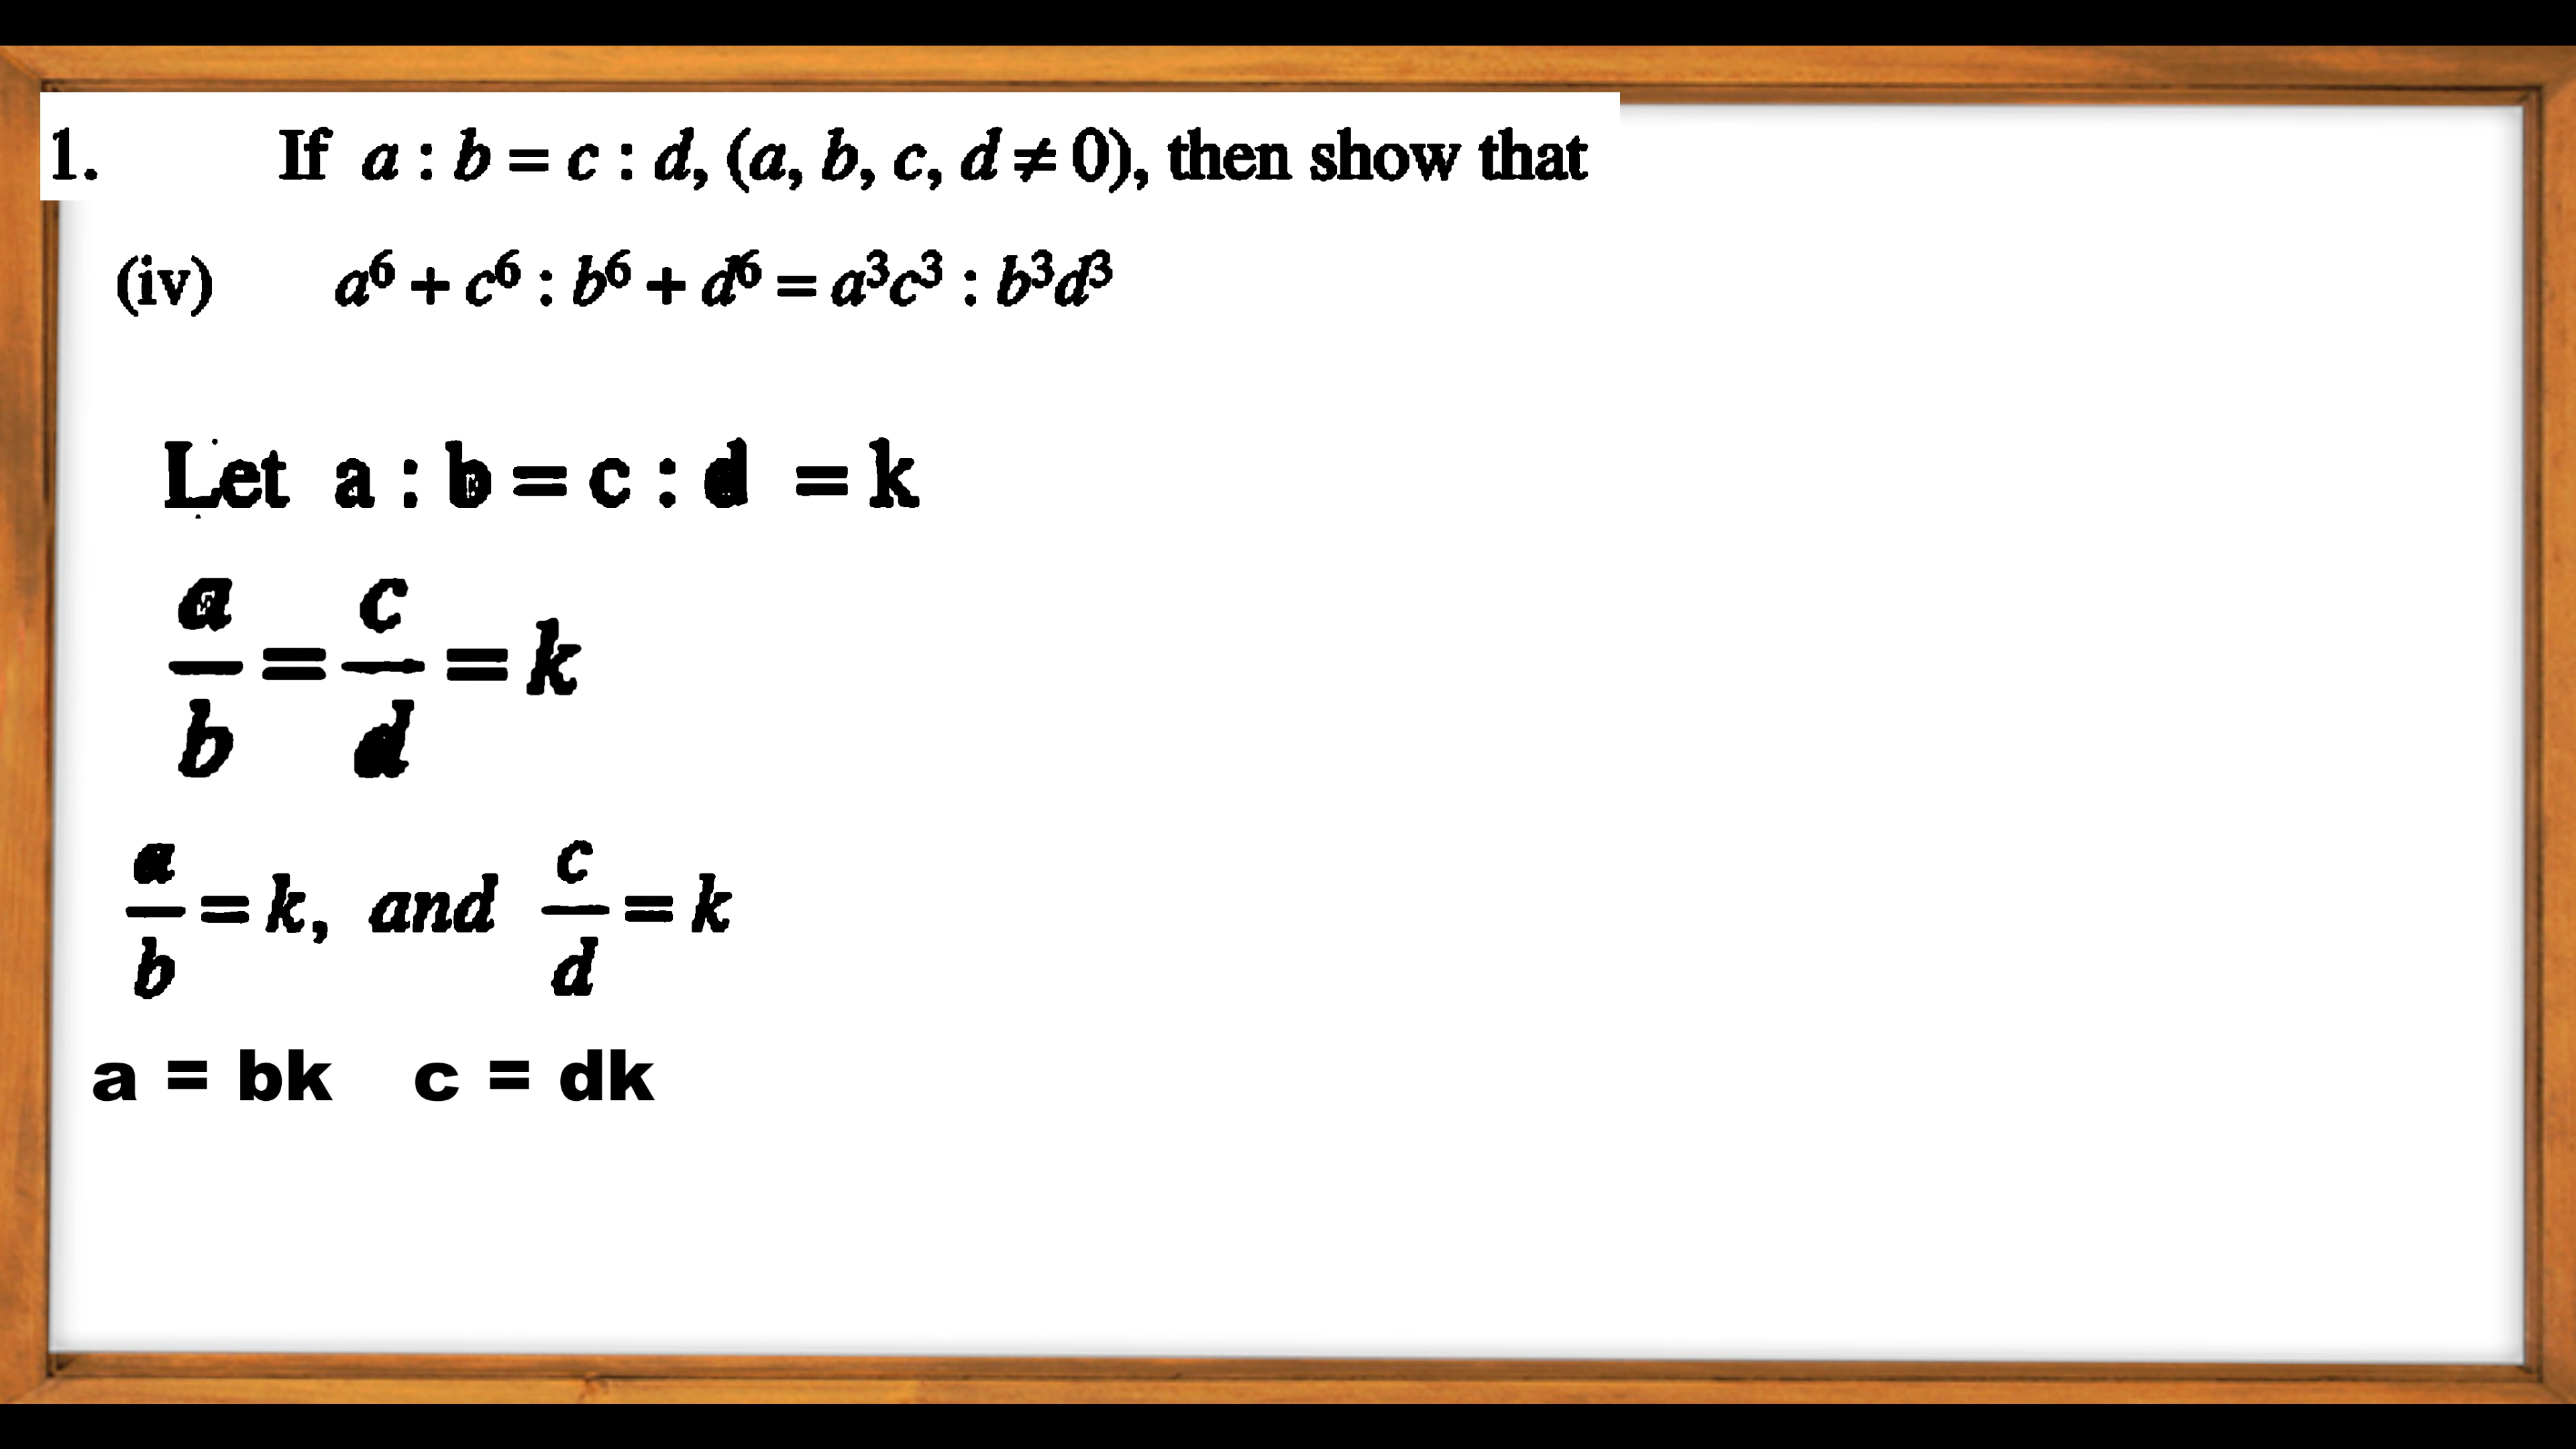 1. If a : b = c : d, (a, b, c, d ≠ 0), then show that
(iv) a⁶ + c⁶ : b⁶ + d⁶ = a³c³ : b³d³
Let a : b = c : d = k
a/b = c/d = k
a/b = k, and c/d = k
a = bk c = dk